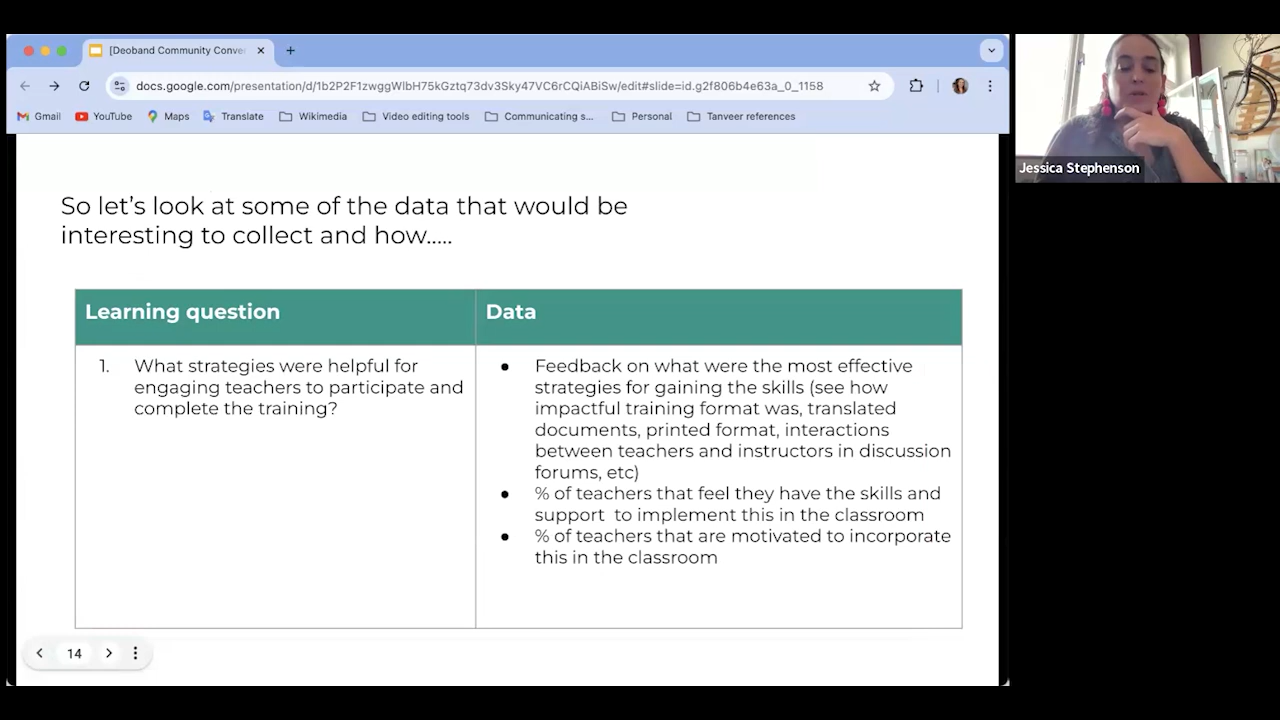 [Deoband Community Conve
docs.google.com/presentation/d/1b2P2F1zwggWlbH75kGztq73dv3Sky47VC6rCQiABiSw/edit#slide=id.g2f806b4e63a_0_1158
Gmail YouTube Maps Translate Wikimedia Video editing tools Communicating s... Personal Tanveer references
Jessica Stephenson
So let's look at some of the data that would be
interesting to collect and how.....
Learning question
Data
1. What strategies were helpful for
engaging teachers to participate and
complete the training?
● Feedback on what were the most effective
strategies for gaining the skills (see how
impactful training format was, translated
documents, printed format, interactions
between teachers and instructors in discussion
forums, etc)
● % of teachers that feel they have the skills and
support to implement this in the classroom
● % of teachers that are motivated to incorporate
this in the classroom
14